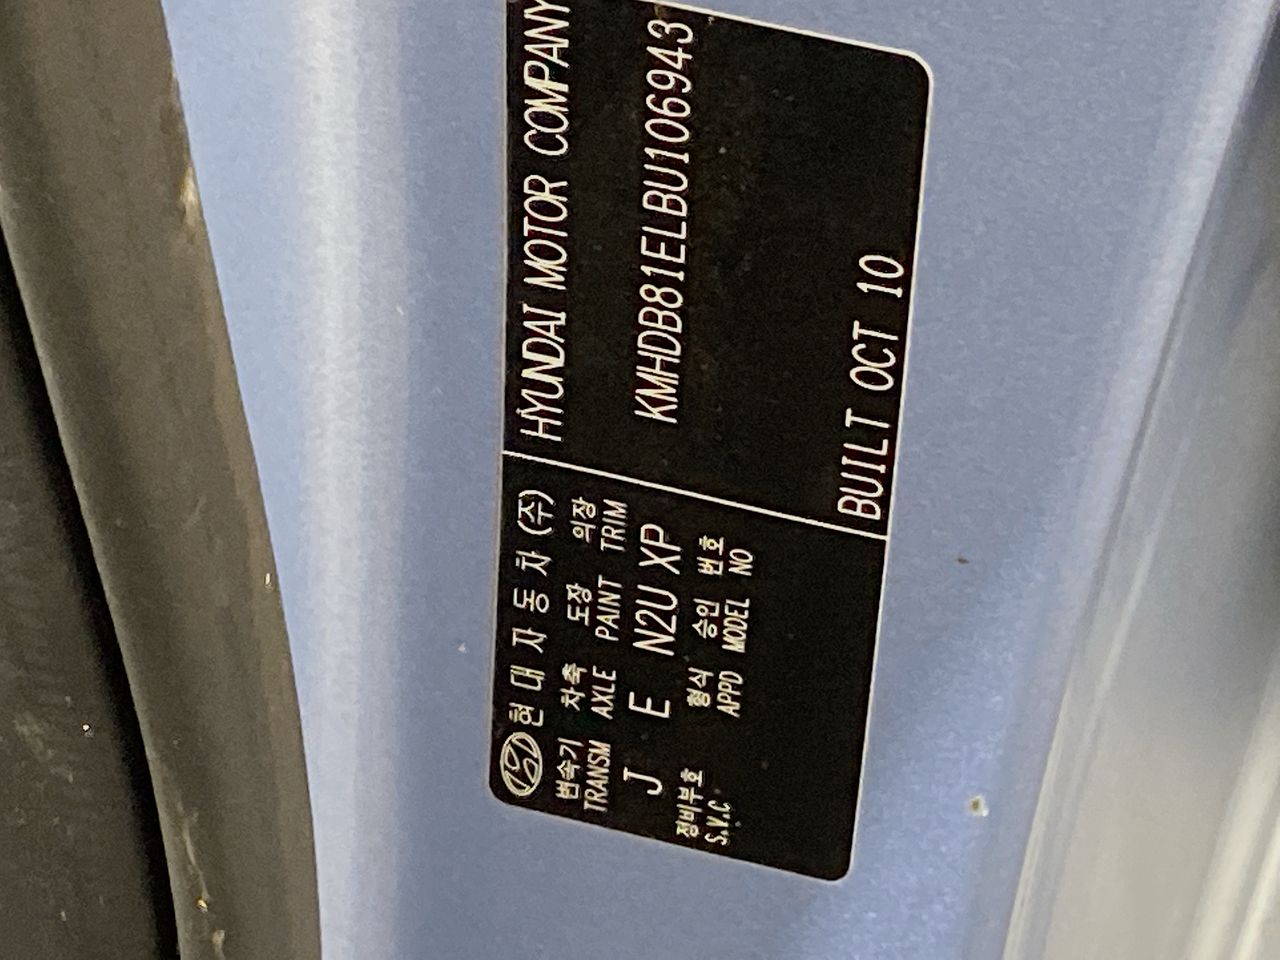 현대자동차(주)
변속기 차축 도장 의장
TRANSM AXLE PAINT TRIM
J E N2U XP
정비부호 형식 승인 번호
S.V.C APPD MODEL NO
HYUNDAI MOTOR COMPANY
KMHDB81ELBU106943
BUILT OCT 10